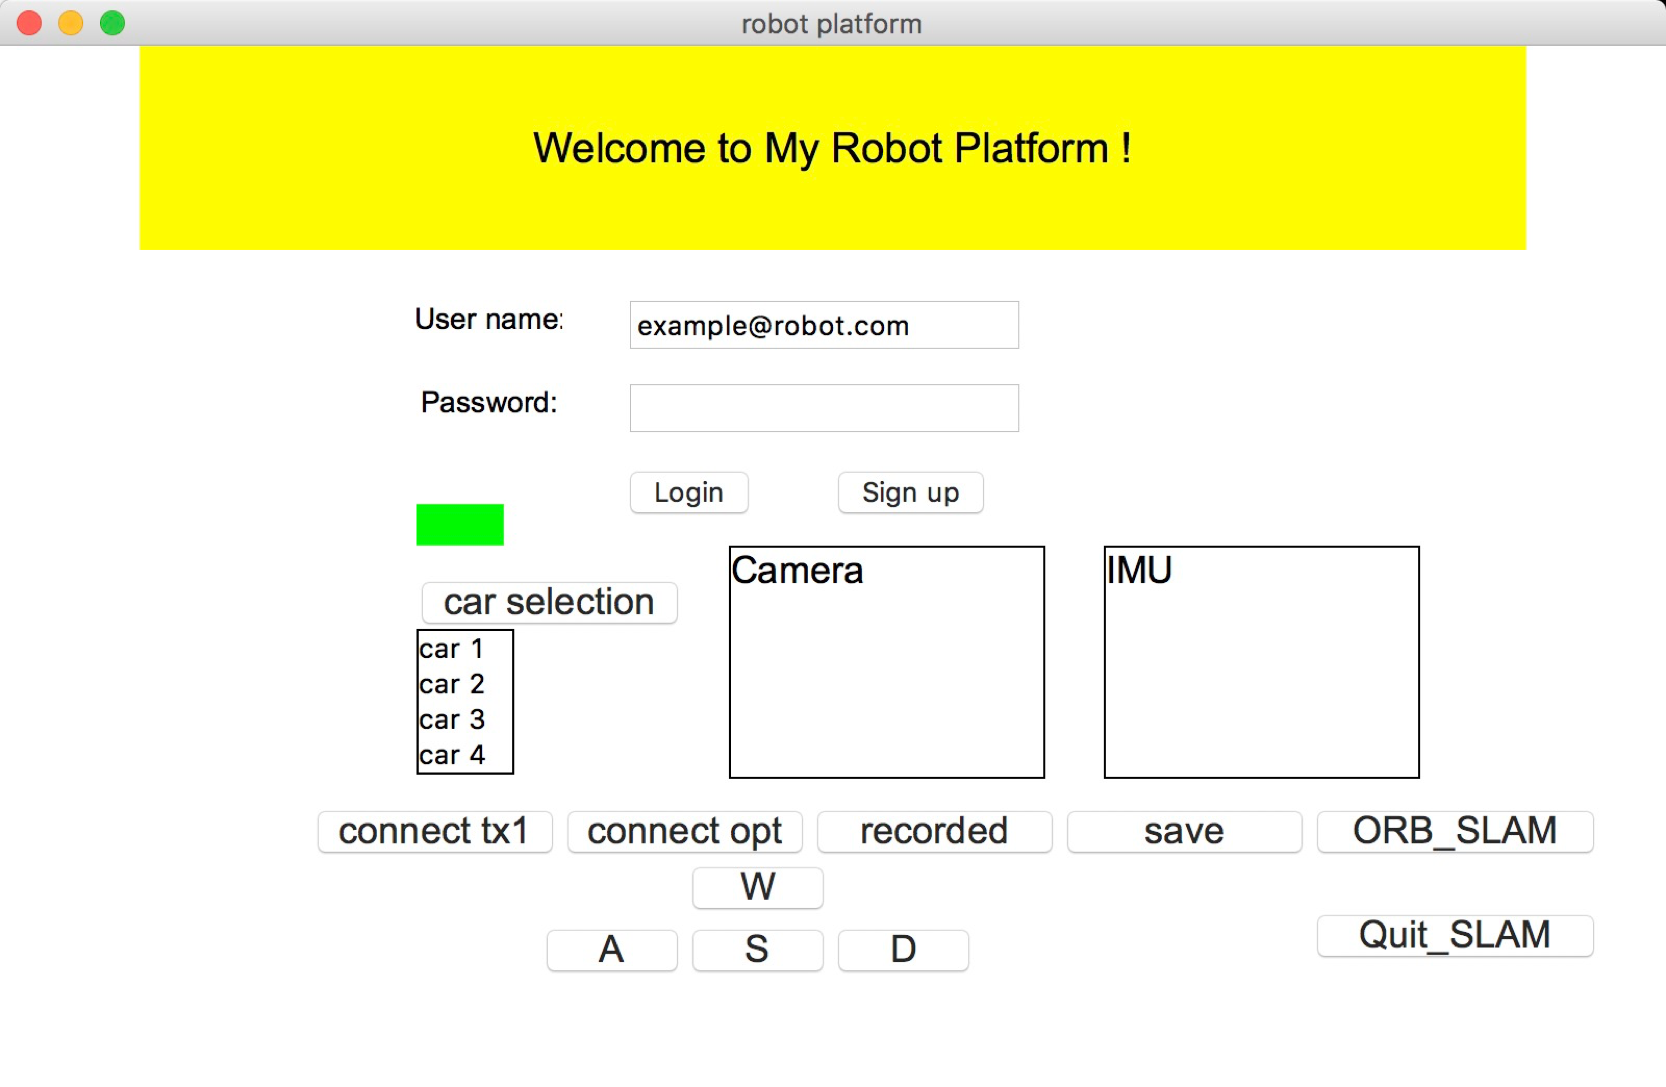 robot platform
Welcome to My Robot Platform !
User name:
example@robot.com
Password:
Login
Sign up
car selection
Camera
IMU
car 1
car 2
car 3
car 4
connect tx1
connect opt
recorded
save
ORB_SLAM
W
A
S
D
Quit_SLAM